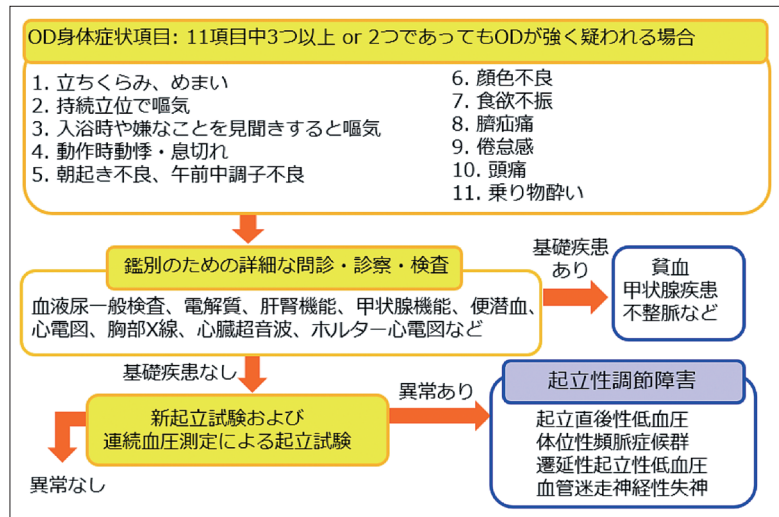 OD身体症状項目: 11項目中3つ以上 or 2つであってもODが強く疑われる場合
1. 立ちくらみ、めまい
2. 持続立位で嘔気
3. 入浴時や嫌なことを見聞きすると嘔気
4. 動作時動悸・息切れ
5. 朝起き不良、午前中調子不良
6. 顔色不良
7. 食欲不振
8. 臍疝痛
9. 倦怠感
10. 頭痛
11. 乗り物酔い
鑑別のための詳細な問診・診察・検査
血液尿一般検査、電解質、肝腎機能、甲状腺機能、便潜血、
心電図、胸部X線、心臓超音波、ホルター心電図など
基礎疾患
あり
貧血
甲状腺疾患
不整脈など
基礎疾患なし
新起立試験および
連続血圧測定による起立試験
異常あり
異常なし
起立性調節障害
起立直後性低血圧
体位性頻脈症候群
遷延性起立性低血圧
血管迷走神経性失神